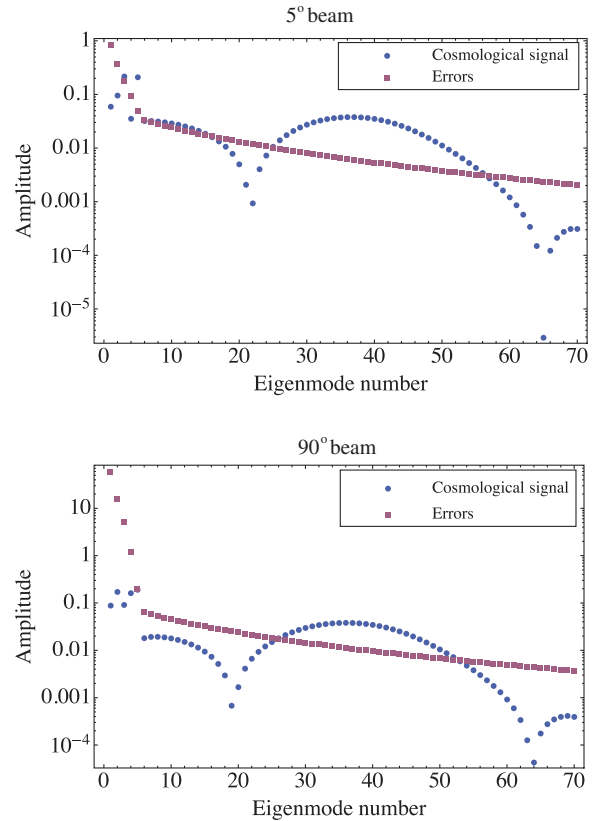 5° beam
Cosmological signal
Errors
Amplitude
1
0.1
0.01
0.001
10⁻⁴
10⁻⁵
0 10 20 30 40 50 60 70
Eigenmode number
90° beam
Cosmological signal
Errors
Amplitude
10
1
0.1
0.01
0.001
10⁻⁴
0 10 20 30 40 50 60 70
Eigenmode number